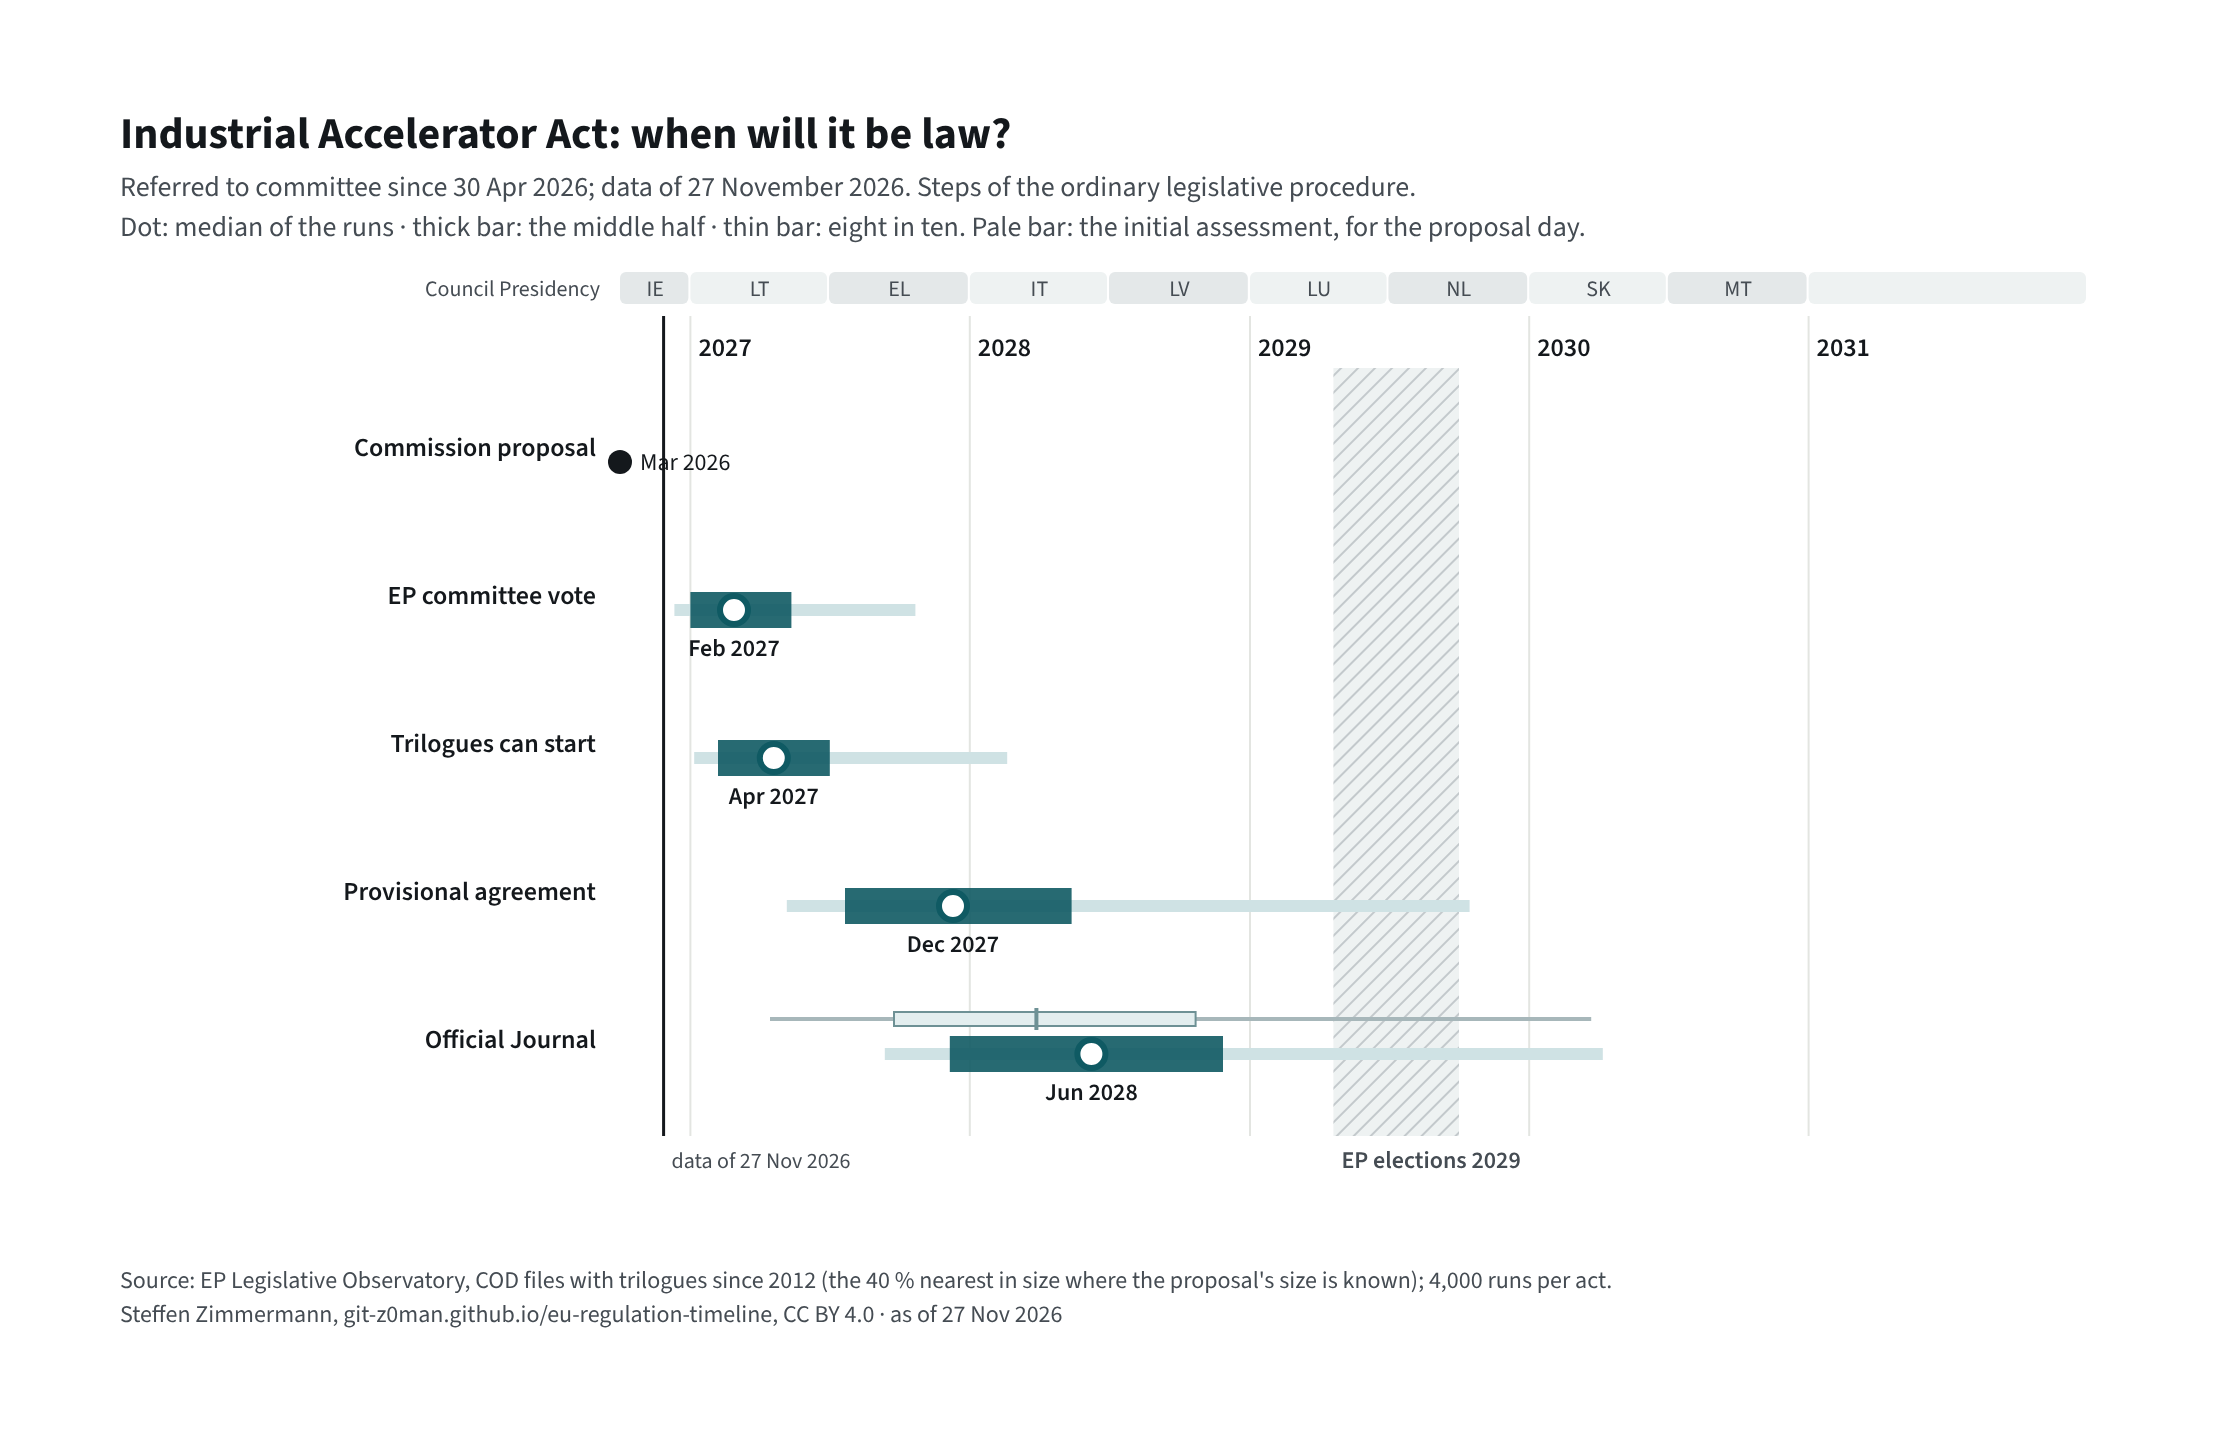 Industrial Accelerator Act: when will it be law?
Referred to committee since 30 Apr 2026; data of 27 November 2026. Steps of the ordinary legislative procedure.
Dot: median of the runs · thick bar: the middle half · thin bar: eight in ten. Pale bar: the initial assessment, for the proposal day.
Council Presidency IE LT EL IT LV LU NL SK MT
2027 2028 2029 2030 2031
Commission proposal
Mar 2026
EP committee vote
Feb 2027
Trilogues can start
Apr 2027
Provisional agreement
Dec 2027
Official Journal
Jun 2028
data of 27 Nov 2026 EP elections 2029
Source: EP Legislative Observatory, COD files with trilogues since 2012 (the 40 % nearest in size where the proposal's size is known); 4,000 runs per act.
Steffen Zimmermann, git-z0man.github.io/eu-regulation-timeline, CC BY 4.0 · as of 27 Nov 2026